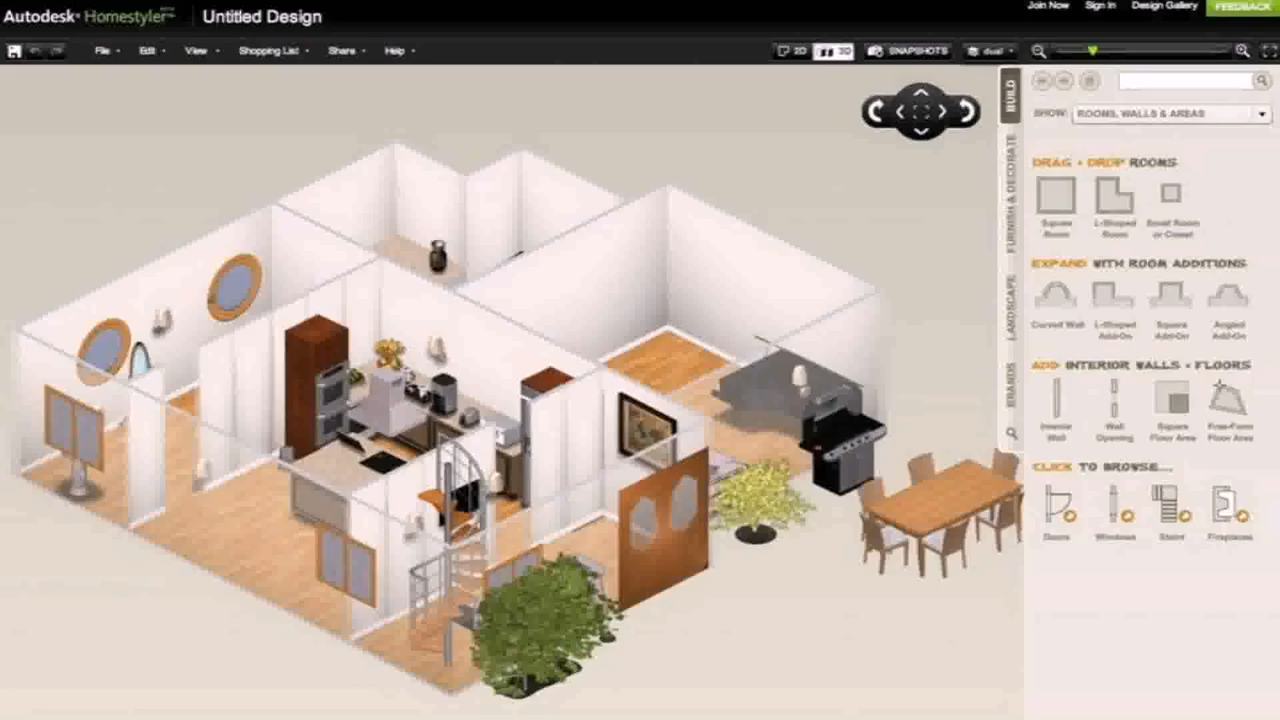 Autodesk® Homestyler™ BETA Untitled Design
Join Now Sign In Design Gallery FEEDBACK
File Edit View Shopping List Share Help
2D 3D SNAPSHOTS dual
BUILD
FURNISH & DECORATE
LANDSCAPE
BRANDS
SHOW: ROOMS, WALLS & AREAS
DRAG + DROP ROOMS
Square L-Shaped Small Room
Room Room or Closet
EXPAND WITH ROOM ADDITIONS
Curved Wall L-Shaped Square Angled
Add-On Add-On Add-On
ADD INTERIOR WALLS + FLOORS
Interior Wall Square Free-Form
Wall Opening Floor Area Floor Area
CLICK TO BROWSE...
Doors Windows Stairs Fireplaces